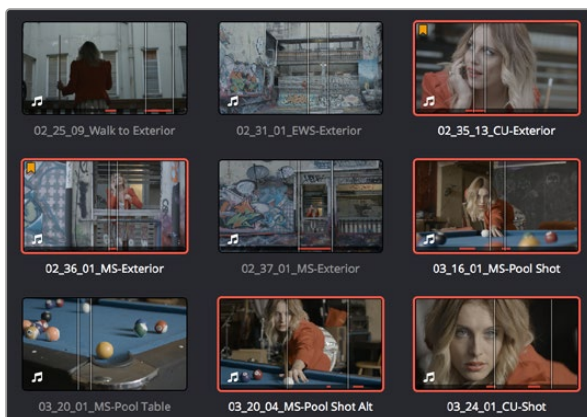 02_25_09_Walk to Exterior
02_31_01_EWS-Exterior
02_35_13_CU-Exterior
02_36_01_MS-Exterior
02_37_01_MS-Exterior
03_16_01_MS-Pool Shot
03_20_01_MS-Pool Table
03_20_04_MS-Pool Shot Alt
03_24_01_CU-Shot